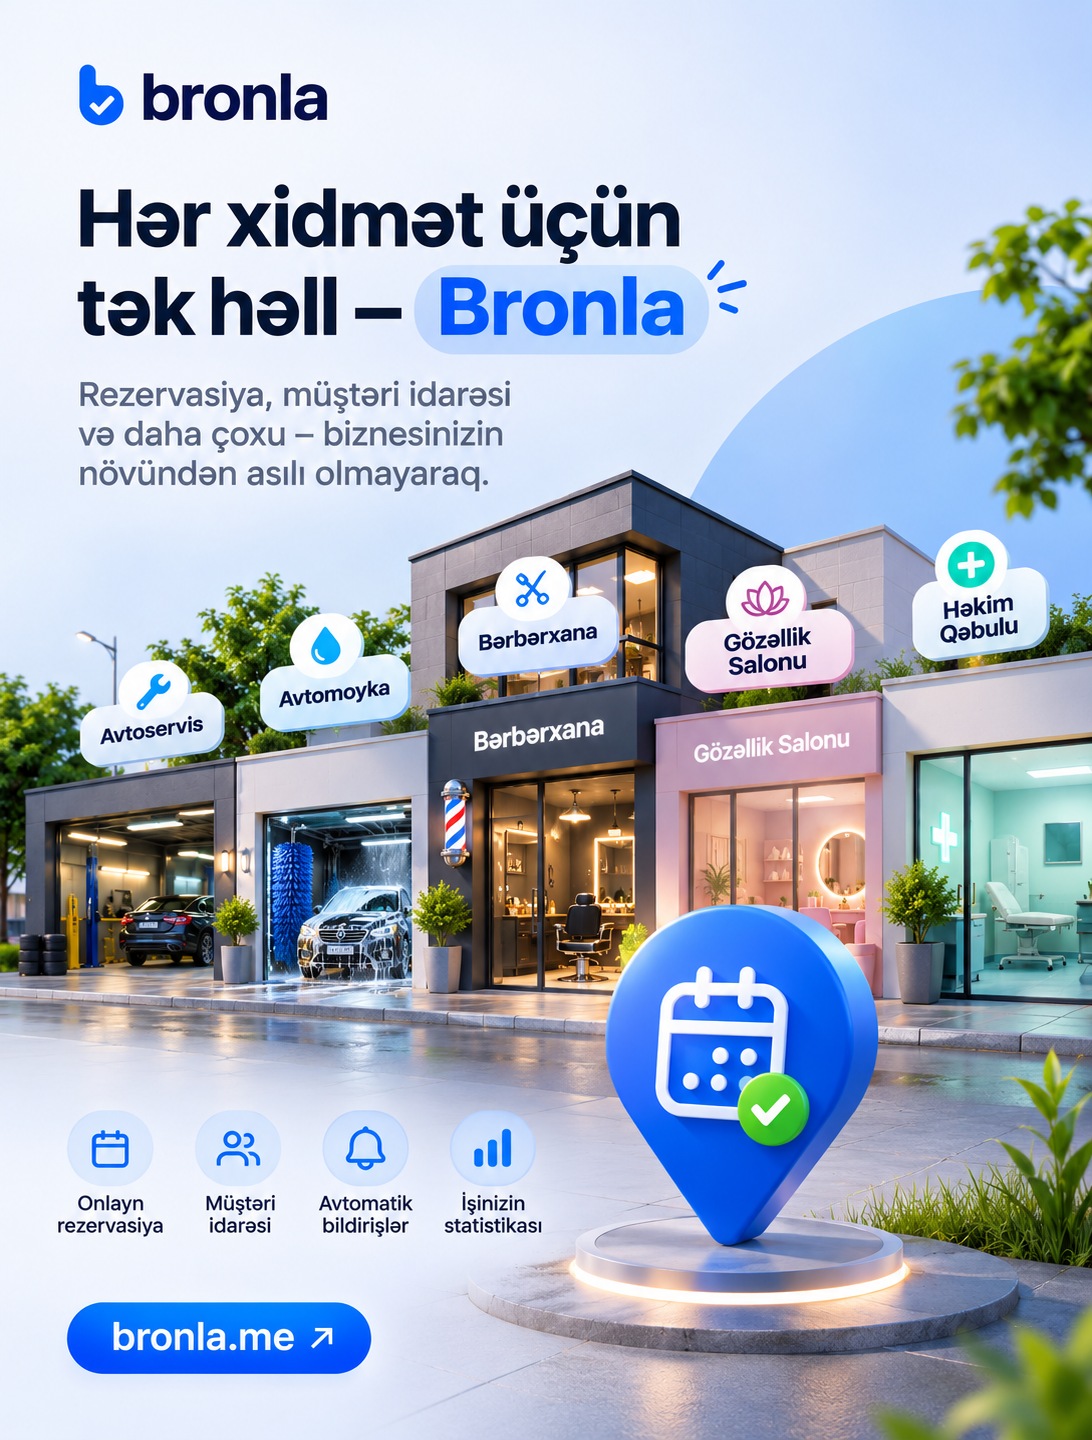 bronla
Hər xidmət üçün
tək həll – Bronla
Rezervasiya, müştəri idarəsi
və daha çoxu – biznesinizin
növündən asılı olmayaraq.
Avtoservis
Avtomoyka
Bərbərxana
Gözəllik
Salonu
Həkim
Qəbulu
Bərbərxana
Gözəllik Salonu
Onlayn
rezervasiya
Müştəri
idarəsi
Avtomatik
bildirişlər
İşinizin
statistikası
bronla.me